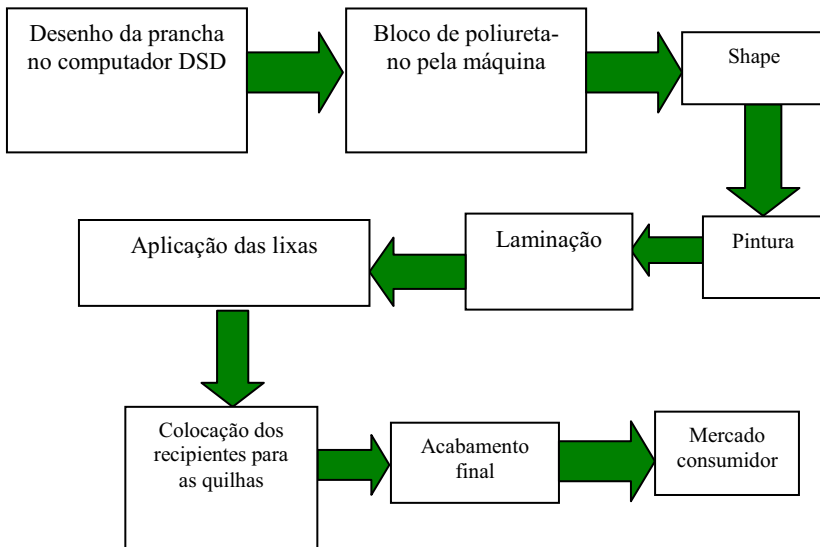 Desenho da prancha
no computador DSD
Bloco de poliureta-
no pela máquina
Shape
Pintura
Laminação
Aplicação das lixas
Colocação dos
recipientes para
as quilhas
Acabamento
final
Mercado
consumidor